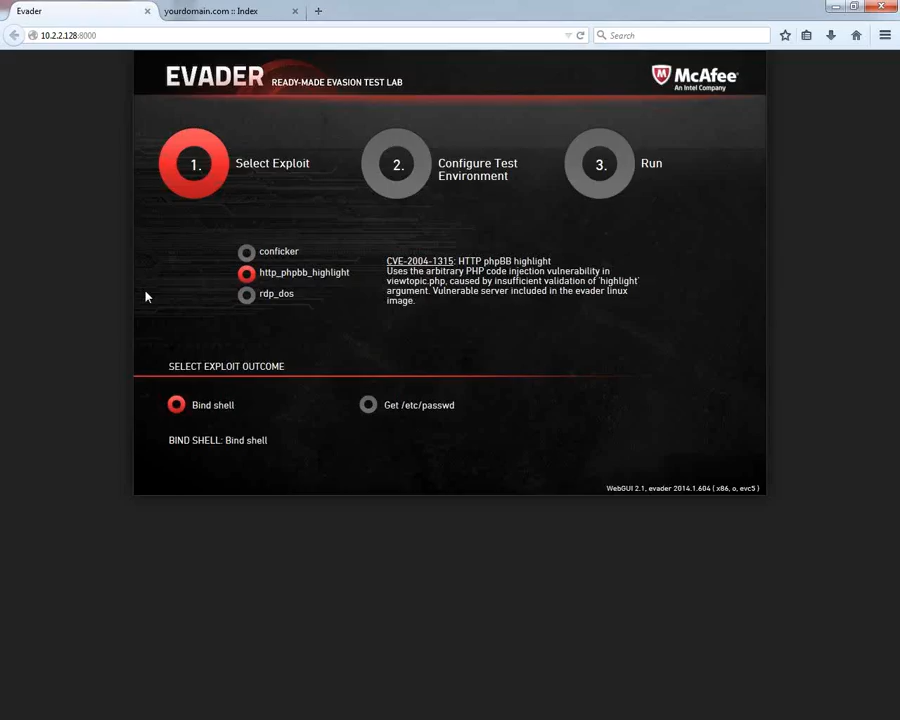 Evader
yourdomain.com :: Index
10.2.2.128:8000
Search
EVADER READY-MADE EVASION TEST LAB
McAfee
An Intel Company
1.
Select Exploit
2.
Configure Test
Environment
3.
Run
conficker
http_phpbb_highlight
rdp_dos
CVE-2004-1315: HTTP phpBB highlight
Uses the arbitrary PHP code injection vulnerability in
viewtopic.php, caused by insufficient validation of 'highlight'
argument. Vulnerable server included in the evader linux
image.
SELECT EXPLOIT OUTCOME
Bind shell
Get /etc/passwd
BIND SHELL: Bind shell
WebGUI 2.1, evader 2014.1.604 ( x86, o, evc5 )